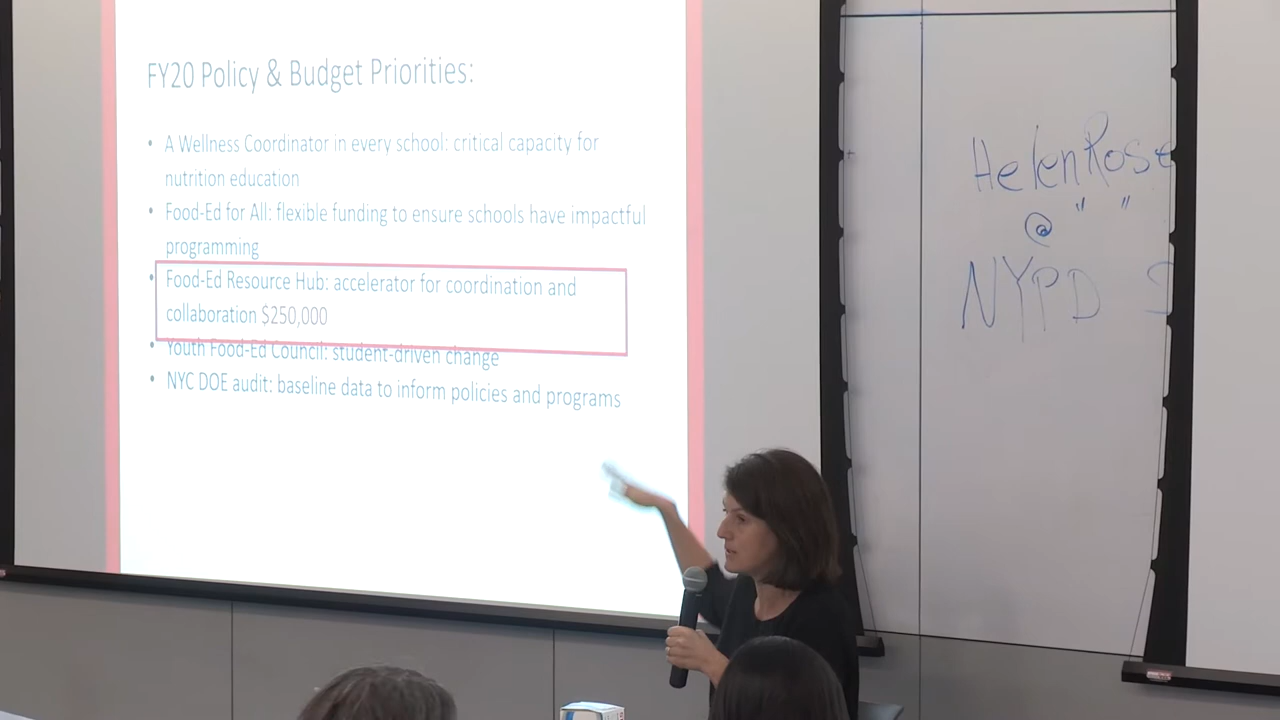 FY20 Policy & Budget Priorities:
• A Wellness Coordinator in every school: critical capacity for
nutrition education
• Food-Ed for All: flexible funding to ensure schools have impactful
programming
• Food-Ed Resource Hub: accelerator for coordination and
collaboration $250,000
• Youth Food-Ed Council: student-driven change
• NYC DOE audit: baseline data to inform policies and programs
HelenRose
@ " "
NYPD S